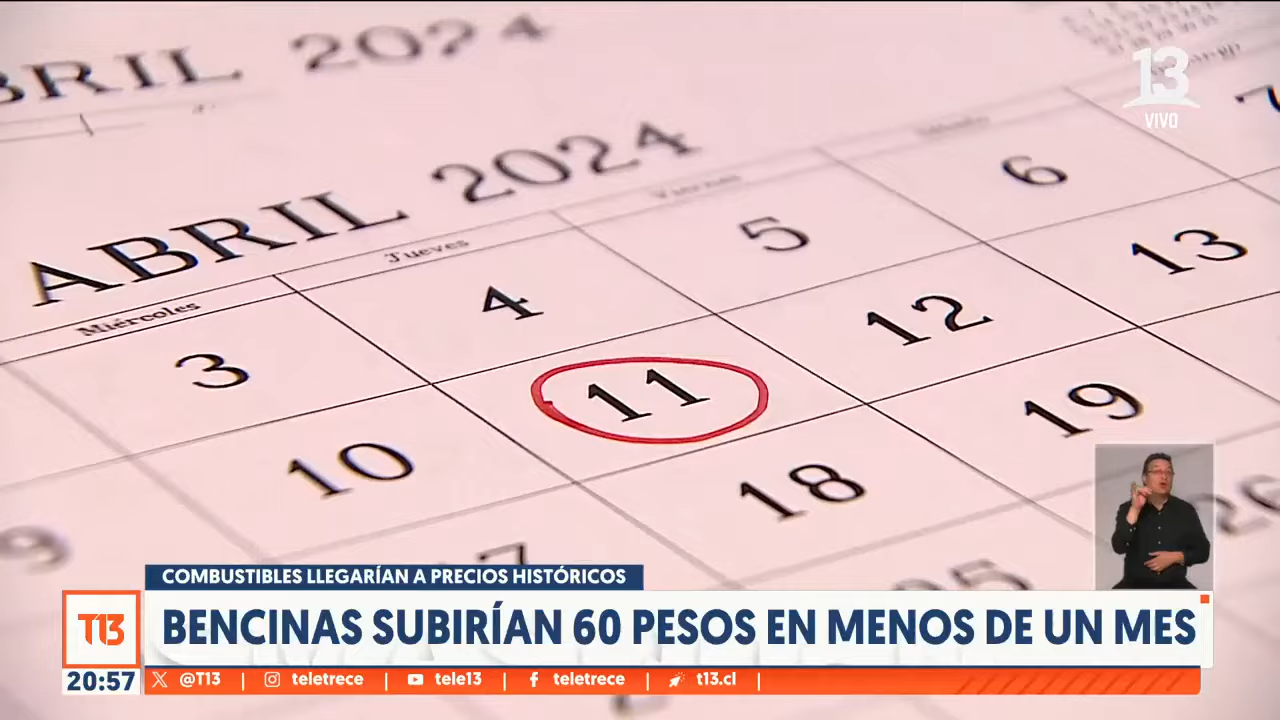 BRIL 2024
13
VIVO
ABRIL 2024
Miércoles
Jueves
Viernes
3
4
5
6
7
10
11
12
13
18
19
COMBUSTIBLES LLEGARÍAN A PRECIOS HISTÓRICOS
T13
BENCINAS SUBIRÍAN 60 PESOS EN MENOS DE UN MES
20:57
@T13 | teletrece | tele13 | teletrece | t13.cl |